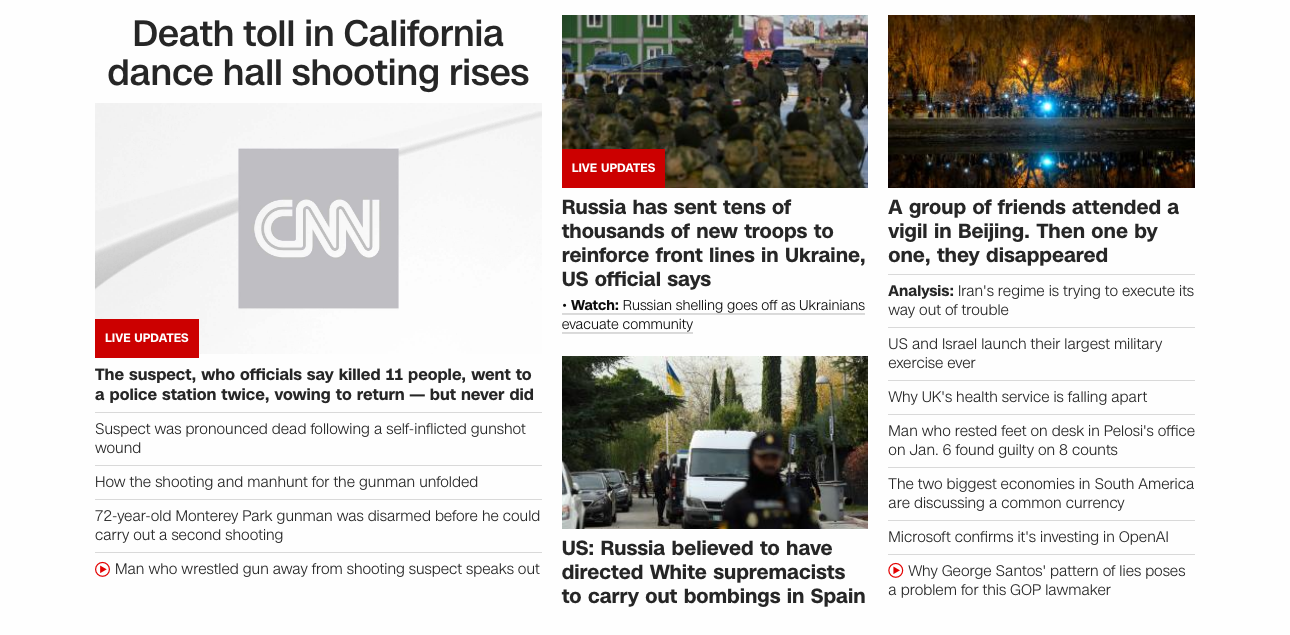 Death toll in California
dance hall shooting rises
CNN
LIVE UPDATES
The suspect, who officials say killed 11 people, went to
a police station twice, vowing to return — but never did
Suspect was pronounced dead following a self-inflicted gunshot
wound
How the shooting and manhunt for the gunman unfolded
72-year-old Monterey Park gunman was disarmed before he could
carry out a second shooting
Man who wrestled gun away from shooting suspect speaks out
LIVE UPDATES
Russia has sent tens of
thousands of new troops to
reinforce front lines in Ukraine,
US official says
• Watch: Russian shelling goes off as Ukrainians
evacuate community
US: Russia believed to have
directed White supremacists
to carry out bombings in Spain
A group of friends attended a
vigil in Beijing. Then one by
one, they disappeared
Analysis: Iran's regime is trying to execute its
way out of trouble
US and Israel launch their largest military
exercise ever
Why UK's health service is falling apart
Man who rested feet on desk in Pelosi's office
on Jan. 6 found guilty on 8 counts
The two biggest economies in South America
are discussing a common currency
Microsoft confirms it's investing in OpenAI
Why George Santos' pattern of lies poses
a problem for this GOP lawmaker